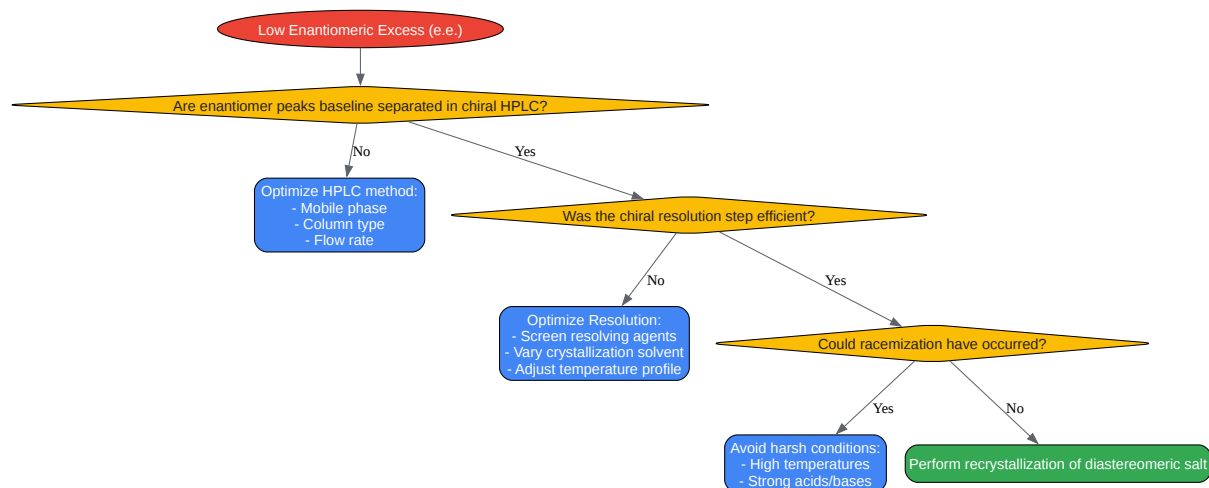 Low Enantiomeric Excess (e.e.)
Are enantiomer peaks baseline separated in chiral HPLC?
No
Yes
Optimize HPLC method:
- Mobile phase
- Column type
- Flow rate
Was the chiral resolution step efficient?
No
Yes
Optimize Resolution:
- Screen resolving agents
- Vary crystallization solvent
- Adjust temperature profile
Could racemization have occurred?
Yes
No
Avoid harsh conditions:
- High temperatures
- Strong acids/bases
Perform recrystallization of diastereomeric salt